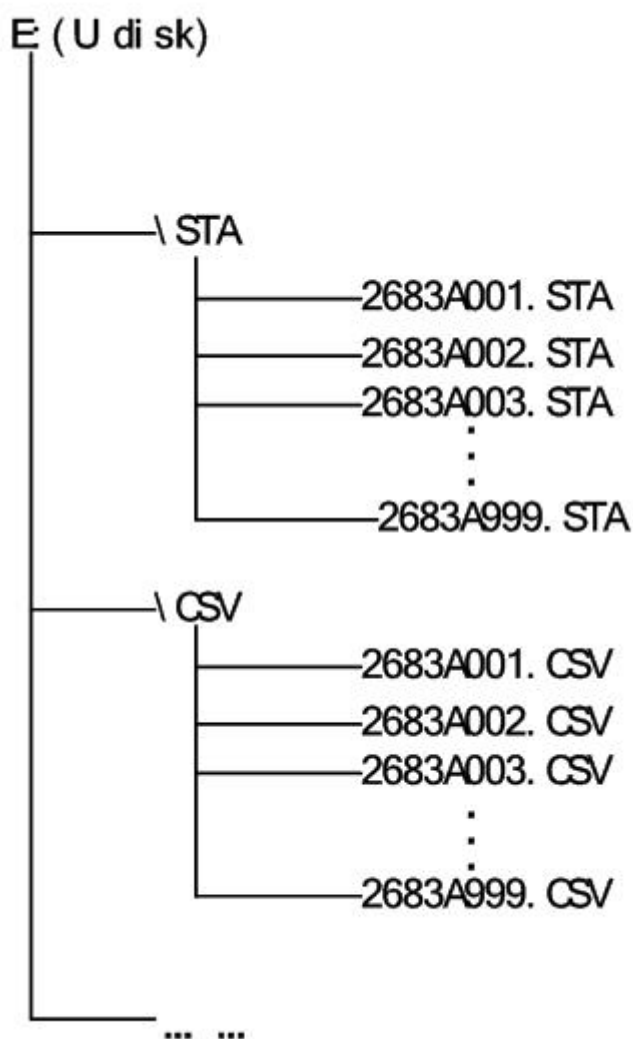 E (U disk)
\ STA
2683A001. STA
2683A002. STA
2683A003. STA
⋮
2683A999. STA
\ CSV
2683A001. CSV
2683A002. CSV
2683A003. CSV
⋮
2683A999. CSV
... ...